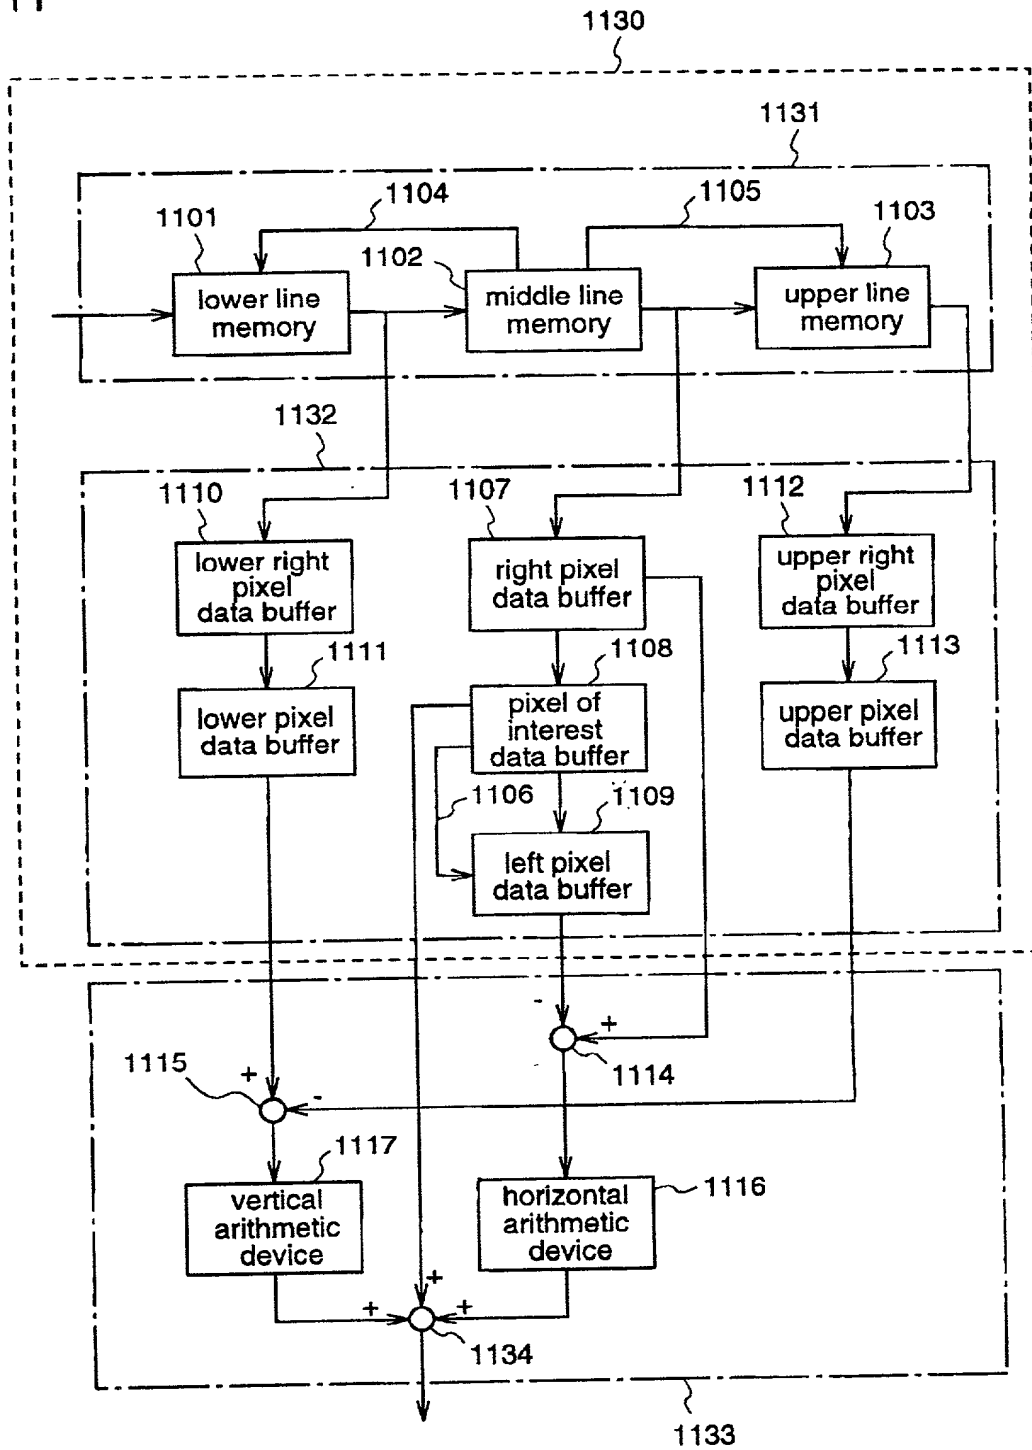 1130
1131
1104
1105
1101
1103
1102
lower line
memory
middle line
memory
upper line
memory
1132
1110
1107
1112
lower right
pixel
data buffer
right pixel
data buffer
upper right
pixel
data buffer
1111
1108
1113
lower pixel
data buffer
pixel of
interest
data buffer
upper pixel
data buffer
1106
1109
left pixel
data buffer
-
+
1114
1115
+
-
1117
1116
vertical
arithmetic
device
horizontal
arithmetic
device
+
+
+
1134
1133